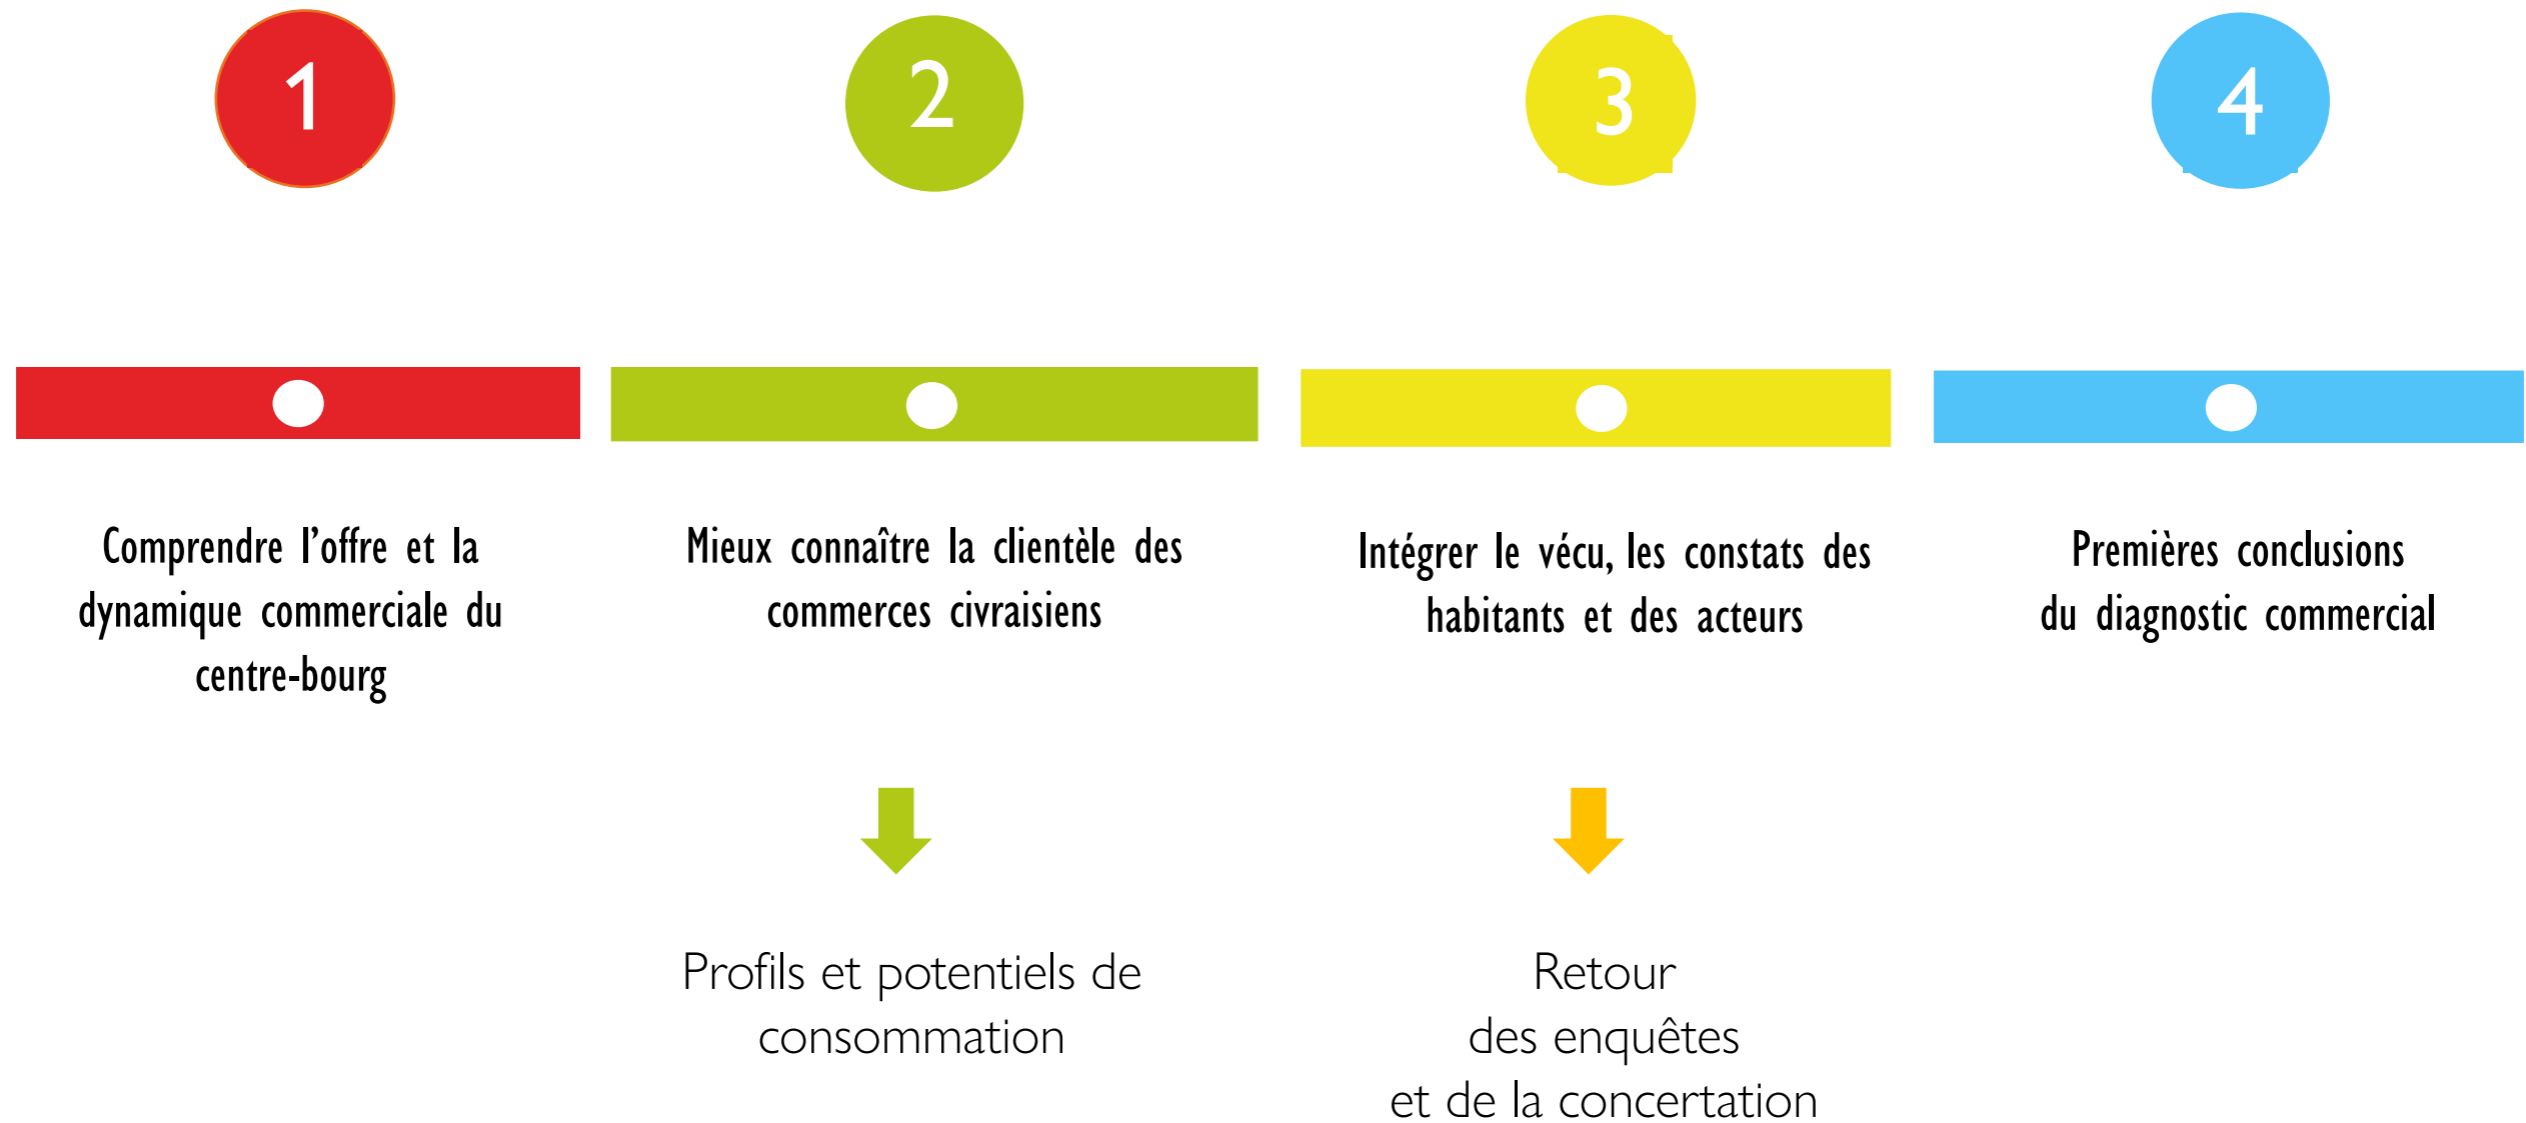 1
2
3
4
Comprendre l’offre et la
dynamique commerciale du
centre-bourg
Mieux connaître la clientèle des
commerces civraisiens
Intégrer le vécu, les constats des
habitants et des acteurs
Premières conclusions
du diagnostic commercial
Profils et potentiels de
consommation
Retour
des enquêtes
et de la concertation